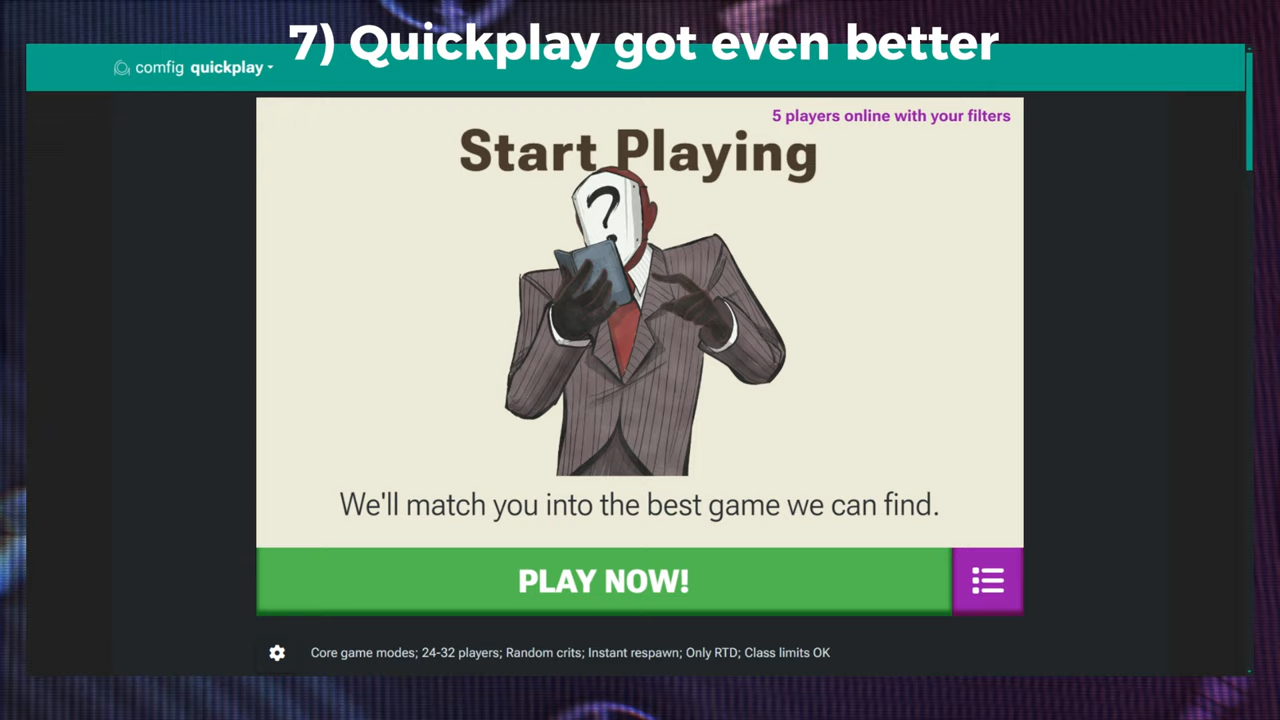 7) Quickplay got even better
comfig quickplay
5 players online with your filters
Start Playing
?
We'll match you into the best game we can find.
PLAY NOW!
Core game modes; 24-32 players; Random crits; Instant respawn; Only RTD; Class limits OK